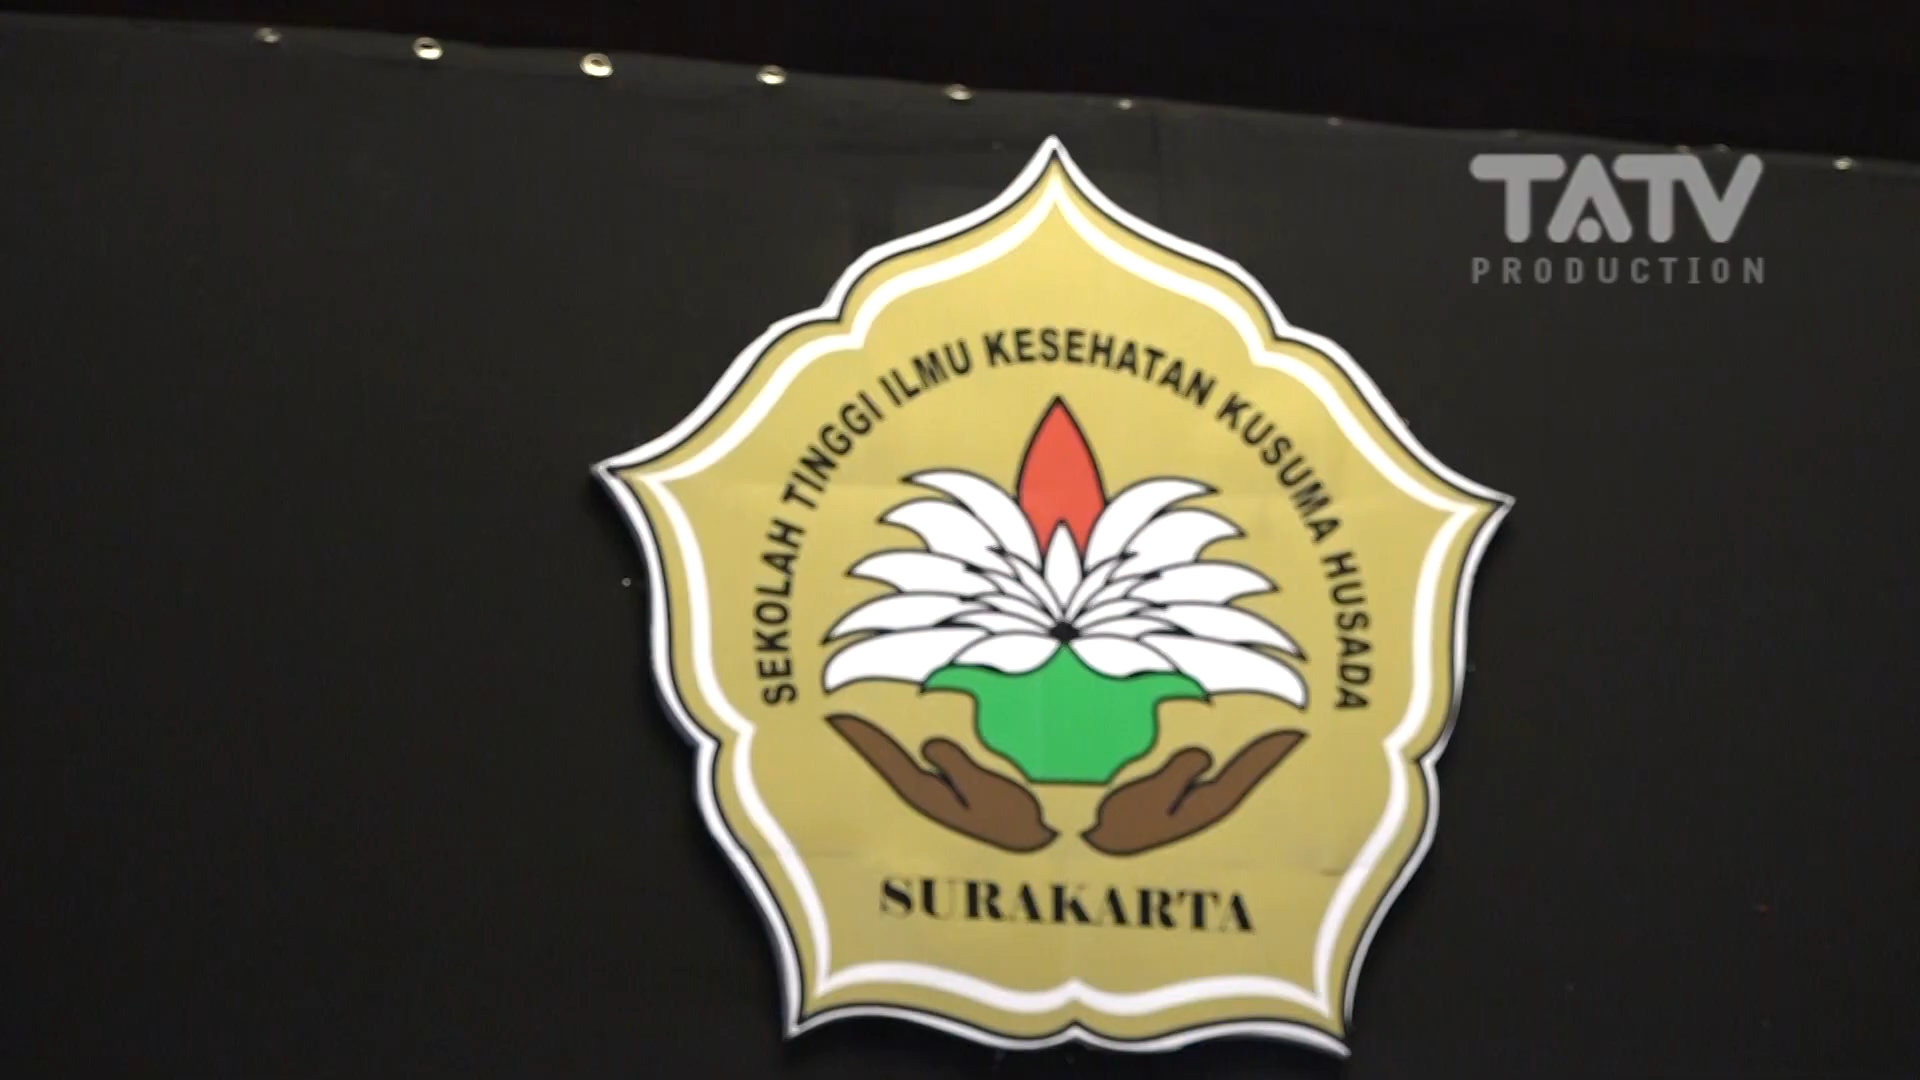 TATV
PRODUCTION
SEKOLAH TINGGI ILMU KESEHATAN KUSUMA HUSADA
SURAKARTA